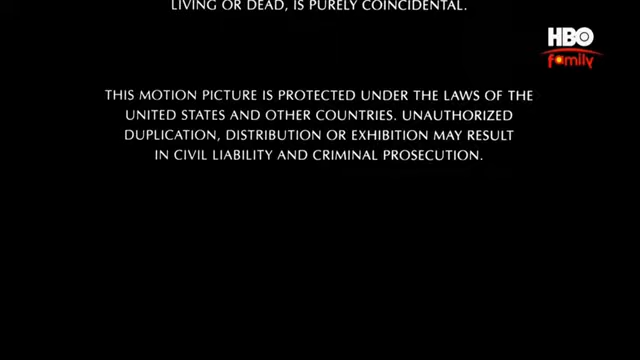 LIVING OR DEAD, IS PURELY COINCIDENTAL.
HBO
family
THIS MOTION PICTURE IS PROTECTED UNDER THE LAWS OF THE
UNITED STATES AND OTHER COUNTRIES. UNAUTHORIZED
DUPLICATION, DISTRIBUTION OR EXHIBITION MAY RESULT
IN CIVIL LIABILITY AND CRIMINAL PROSECUTION.